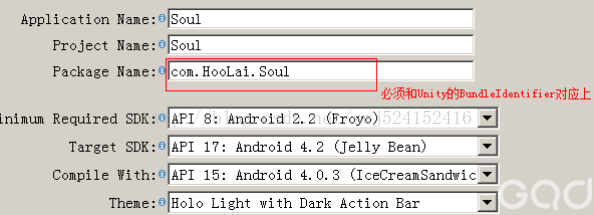 Application Name: Soul
Project Name: Soul
Package Name: com.HooLai.Soul
必须和Unity的BundleIdentifier对应上
inimum Required SDK: API 8: Android 2.2 (Froyo)
Target SDK: API 17: Android 4.2 (Jelly Bean)
Compile With: API 15: Android 4.0.3 (IceCreamSandwic
Theme: Holo Light with Dark Action Bar
Gad